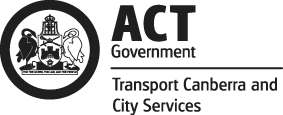 ACT
Government
Transport Canberra and
City Services